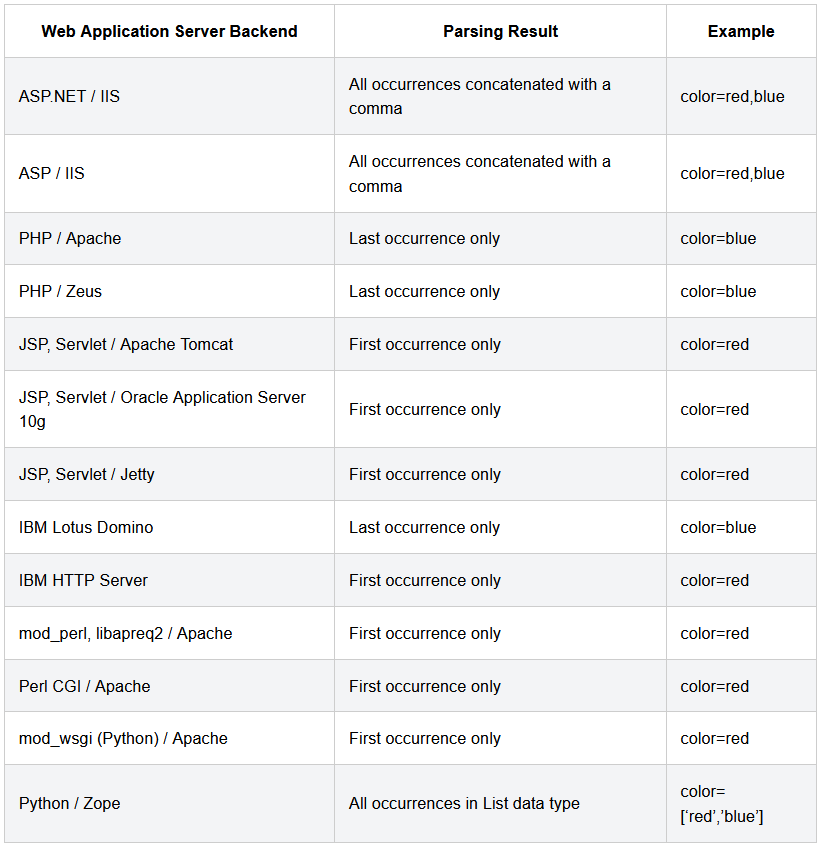 Web Application Server Backend Parsing Result Example
ASP.NET / IIS All occurrences concatenated with a
comma color=red,blue
ASP / IIS All occurrences concatenated with a
comma color=red,blue
PHP / Apache Last occurrence only color=blue
PHP / Zeus Last occurrence only color=blue
JSP, Servlet / Apache Tomcat First occurrence only color=red
JSP, Servlet / Oracle Application Server
10g First occurrence only color=red
JSP, Servlet / Jetty First occurrence only color=red
IBM Lotus Domino Last occurrence only color=blue
IBM HTTP Server First occurrence only color=red
mod_perl, libapreq2 / Apache First occurrence only color=red
Perl CGI / Apache First occurrence only color=red
mod_wsgi (Python) / Apache First occurrence only color=red
Python / Zope All occurrences in List data type color=
[‘red’,’blue’]